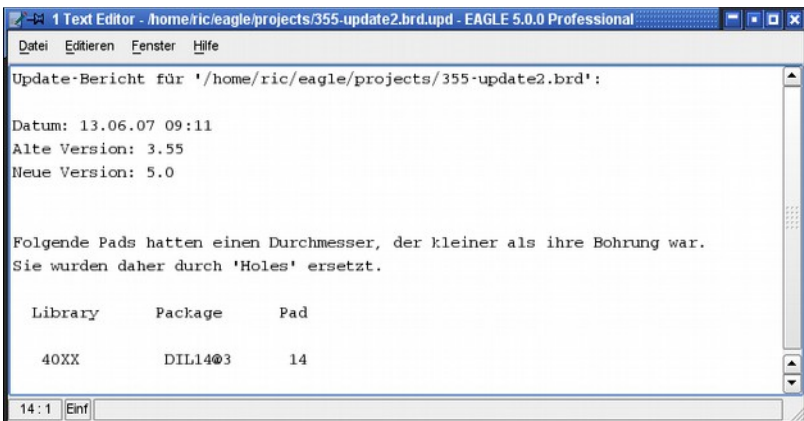 1 Text Editor - /home/ric/eagle/projects/355-update2.brd.upd - EAGLE 5.0.0 Professional
Datei Editieren Fenster Hilfe
Update-Bericht für '/home/ric/eagle/projects/355-update2.brd':
Datum: 13.06.07 09:11
Alte Version: 3.55
Neue Version: 5.0
Folgende Pads hatten einen Durchmesser, der kleiner als ihre Bohrung war.
Sie wurden daher durch 'Holes' ersetzt.
Library Package Pad
40XX DIL14@3 14
14:1 Einf